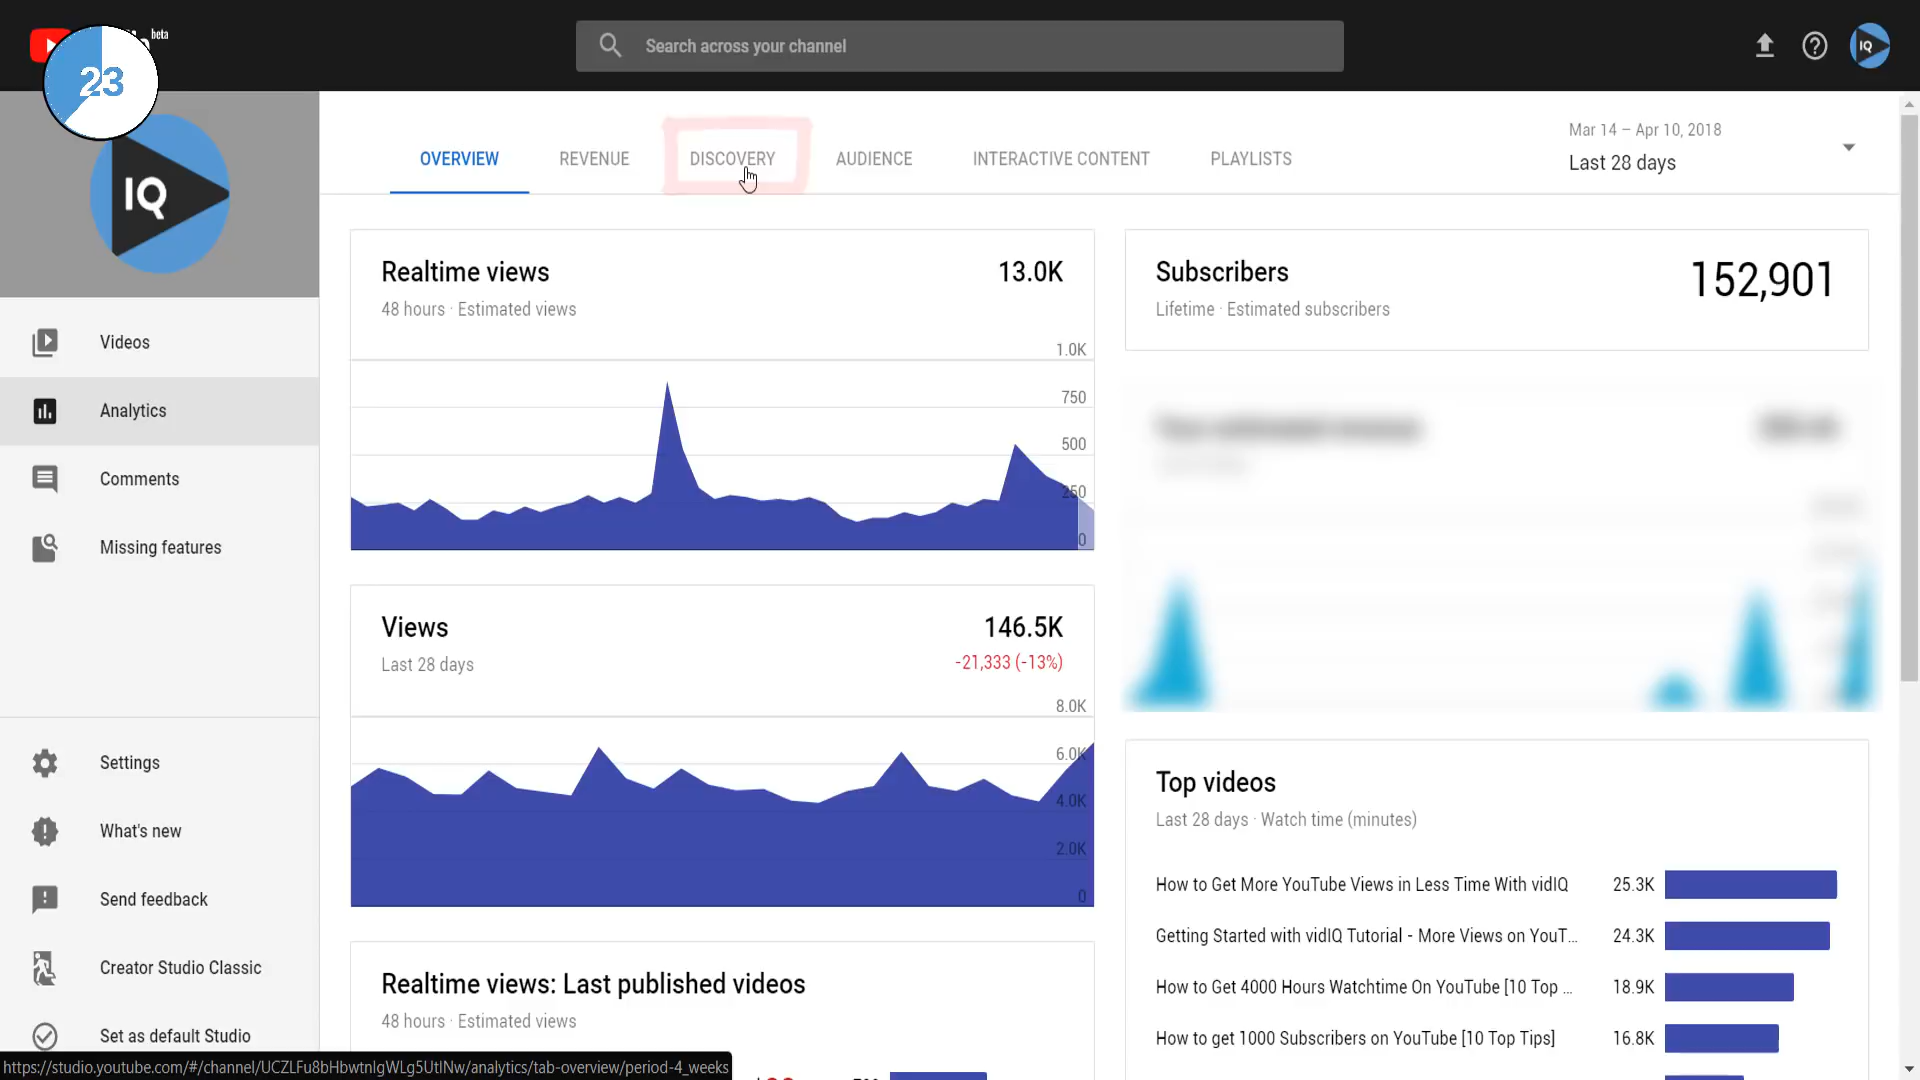 beta
23
Search across your channel
IQ
IQ
OVERVIEW
REVENUE
DISCOVERY
AUDIENCE
INTERACTIVE CONTENT
PLAYLISTS
Mar 14 – Apr 10, 2018
Last 28 days
Videos
Analytics
Comments
Missing features
Settings
What's new
Send feedback
Creator Studio Classic
Set as default Studio
Realtime views
13.0K
48 hours · Estimated views
1.0K
750
500
250
0
Views
146.5K
Last 28 days
-21,333 (-13%)
8.0K
6.0K
4.0K
2.0K
0
Realtime views: Last published videos
48 hours · Estimated views
Subscribers
152,901
Lifetime · Estimated subscribers
Top videos
Last 28 days · Watch time (minutes)
How to Get More YouTube Views in Less Time With vidIQ 25.3K
Getting Started with vidIQ Tutorial - More Views on YouT... 24.3K
How to Get 4000 Hours Watchtime On YouTube [10 Top ... 18.9K
How to get 1000 Subscribers on YouTube [10 Top Tips] 16.8K
https://studio.youtube.com/#/channel/UCZLFu8bHbwtnIgWLg5UtINw/analytics/tab-overview/period-4_weeks